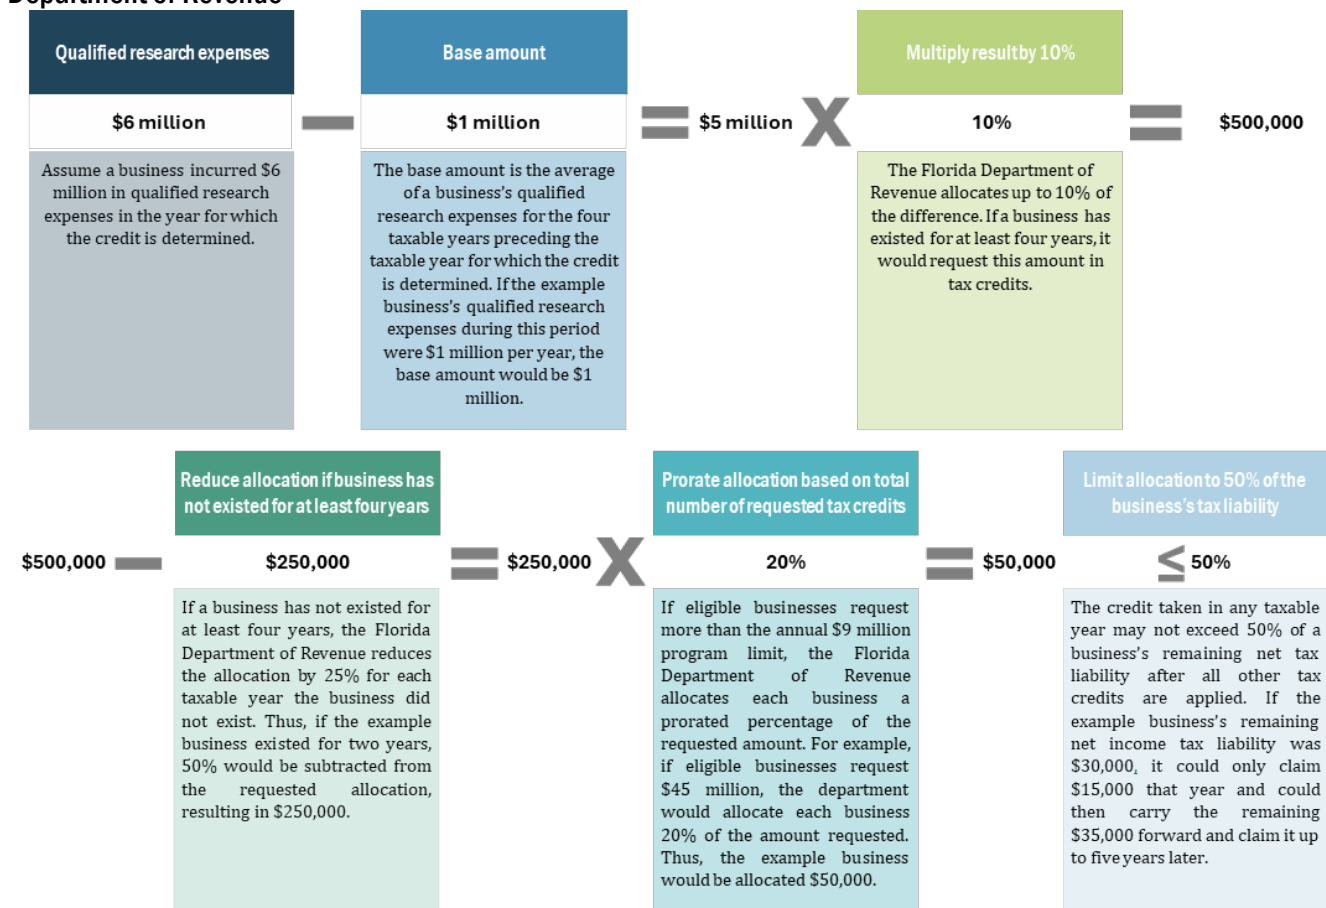 Department of Revenue
Qualified research expenses
Base amount
Multiply result by 10%
$6 million
$1 million
$5 million
X
10%
$500,000
Assume a business incurred $6
million in qualified research
expenses in the year for which
the credit is determined.
The base amount is the average
of a business's qualified
research expenses for the four
taxable years preceding the
taxable year for which the credit
is determined. If the example
business's qualified research
expenses during this period
were $1 million per year, the
base amount would be $1
million.
The Florida Department of
Revenue allocates up to 10% of
the difference. If a business has
existed for at least four years, it
would request this amount in
tax credits.
Reduce allocation if business has
not existed for at least four years
Prorate allocation based on total
number of requested tax credits
Limit allocation to 50% of the
business's tax liability
$500,000
$250,000
$250,000
X
20%
$50,000
≤ 50%
If a business has not existed for
at least four years, the Florida
Department of Revenue reduces
the allocation by 25% for each
taxable year the business did
not exist. Thus, if the example
business existed for two years,
50% would be subtracted from
the requested allocation,
resulting in $250,000.
If eligible businesses request
more than the annual $9 million
program limit, the Florida
Department of Revenue
allocates each business a
prorated percentage of the
requested amount. For example,
if eligible businesses request
$45 million, the department
would allocate each business
20% of the amount requested.
Thus, the example business
would be allocated $50,000.
The credit taken in any taxable
year may not exceed 50% of a
business's remaining net tax
liability after all other tax
credits are applied. If the
example business's remaining
net income tax liability was
$30,000, it could only claim
$15,000 that year and could
then carry the remaining
$35,000 forward and claim it up
to five years later.